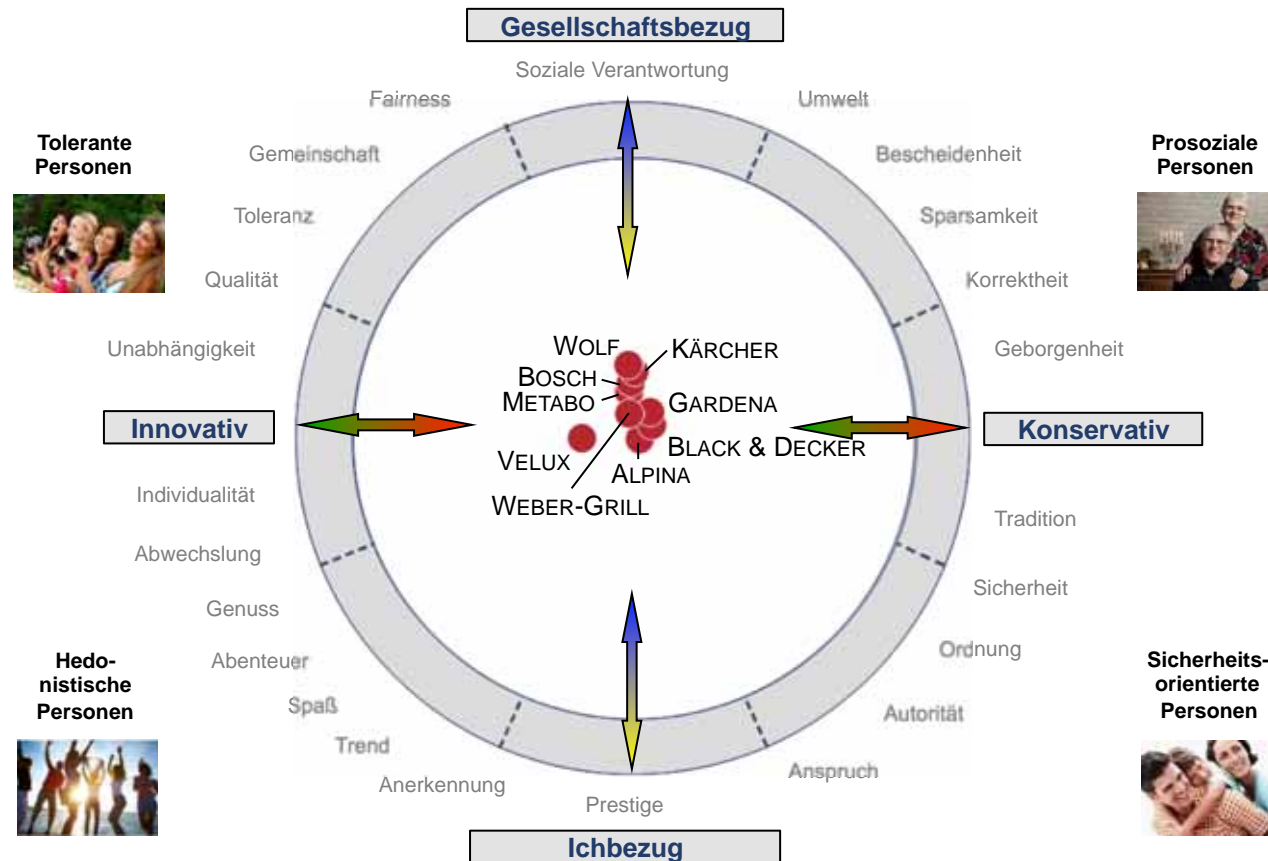 Gesellschaftsbezug
Soziale Verantwortung
Fairness
Umwelt
Tolerante
Personen
Gemeinschaft
Bescheidenheit
Prosoziale
Personen
Toleranz
Sparsamkeit
Qualität
Korrektheit
Unabhängigkeit
Geborgenheit
WOLF
KÄRCHER
BOSCH
METABO
GARDENA
Innovativ
Konservativ
VELUX
BLACK & DECKER
ALPINA
WEBER-GRILL
Individualität
Tradition
Abwechslung
Sicherheit
Genuss
Ordnung
Hedo-
nistische
Personen
Abenteuer
Sicherheits-
orientierte
Personen
Spaß
Autorität
Trend
Anerkennung
Anspruch
Prestige
Ichbezug